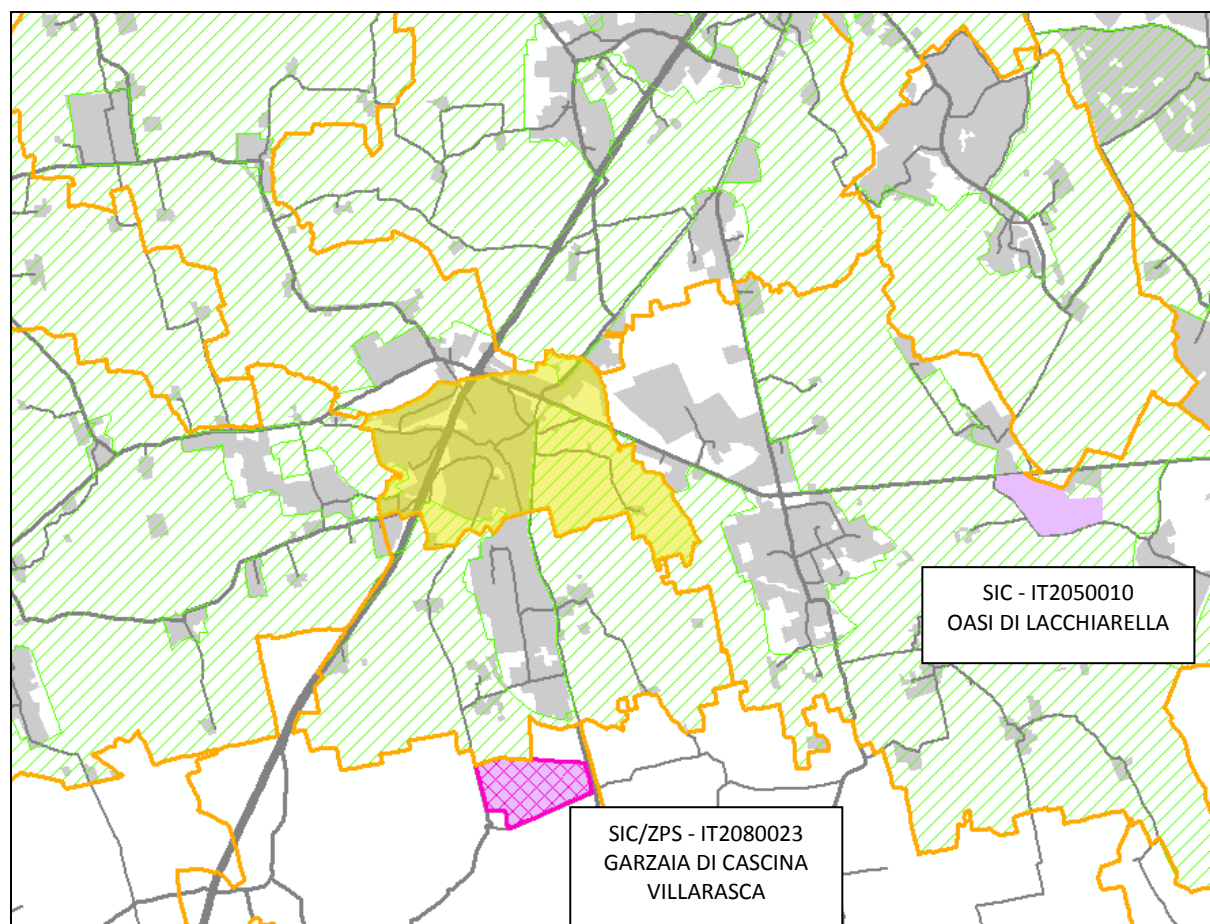 SIC - IT2050010
OASI DI LACCHIARELLA
SIC/ZPS - IT2080023
GARZAIA DI CASCINA
VILLARASCA